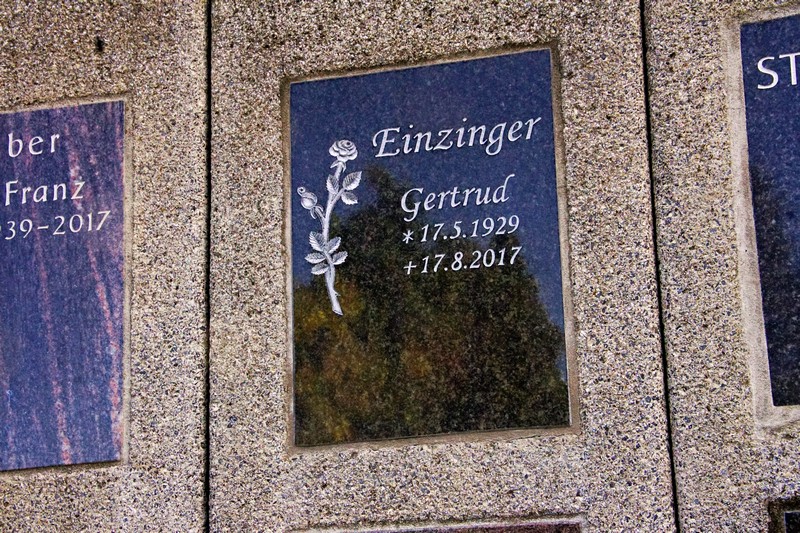 ber
Franz
39-2017
Einzinger
Gertrud
* 17.5.1929
+ 17.8.2017
ST